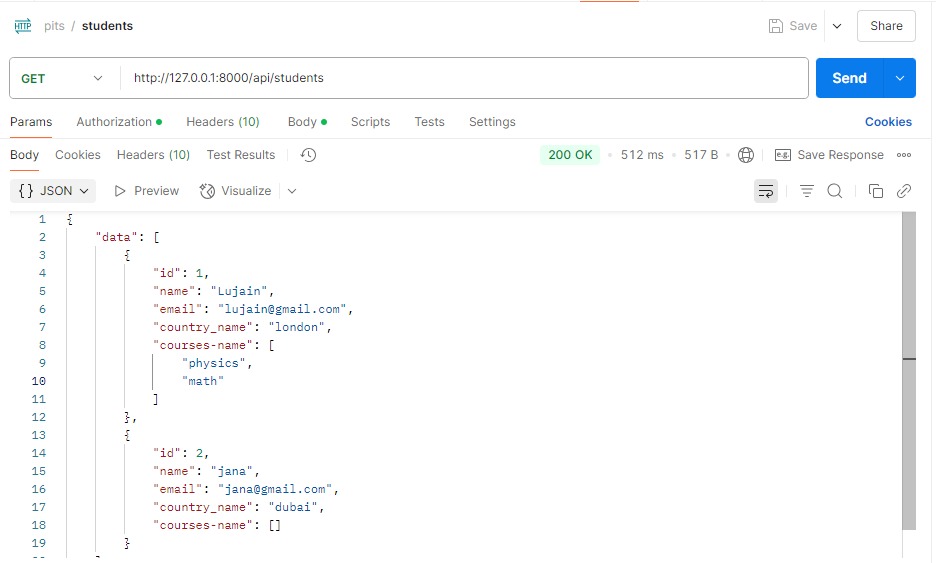 HTTP pits / students Save Share
GET http://127.0.0.1:8000/api/students Send
Params Authorization Headers (10) Body Scripts Tests Settings Cookies
Body Cookies Headers (10) Test Results 200 OK 512 ms 517 B e.g. Save Response
{} JSON Preview Visualize
1 {
2 "data": [
3 {
4 "id": 1,
5 "name": "Lujain",
6 "email": "lujain@gmail.com",
7 "country_name": "london",
8 "courses-name": [
9 "physics",
10 "math"
11 ]
12 },
13 {
14 "id": 2,
15 "name": "jana",
16 "email": "jana@gmail.com",
17 "country_name": "dubai",
18 "courses-name": []
19 }